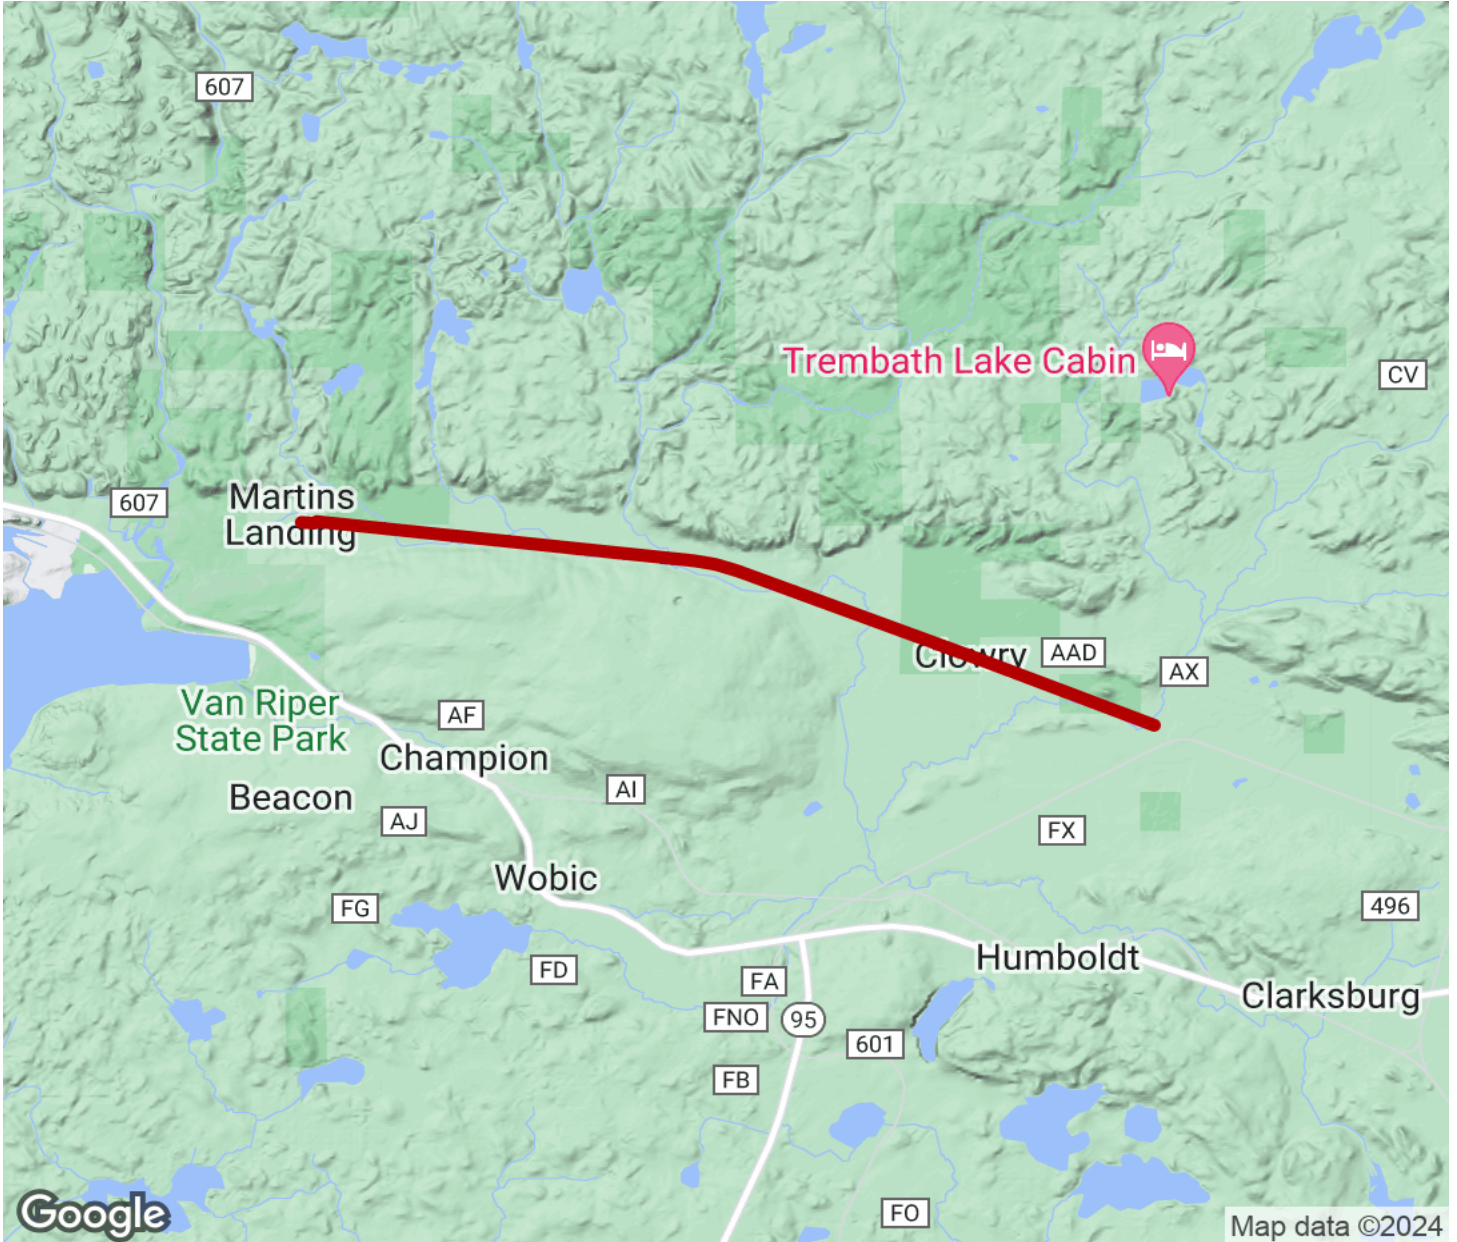 607
Trembath Lake Cabin
CV
607
Martins
Landing
Clowry
AAD
AX
Van Riper
State Park
AF
Champion
Beacon
AI
AJ
FX
Wobic
FG
496
Humboldt
FD
FA
Clarksburg
FNO
95
601
FB
Google
FO
Map data ©2024